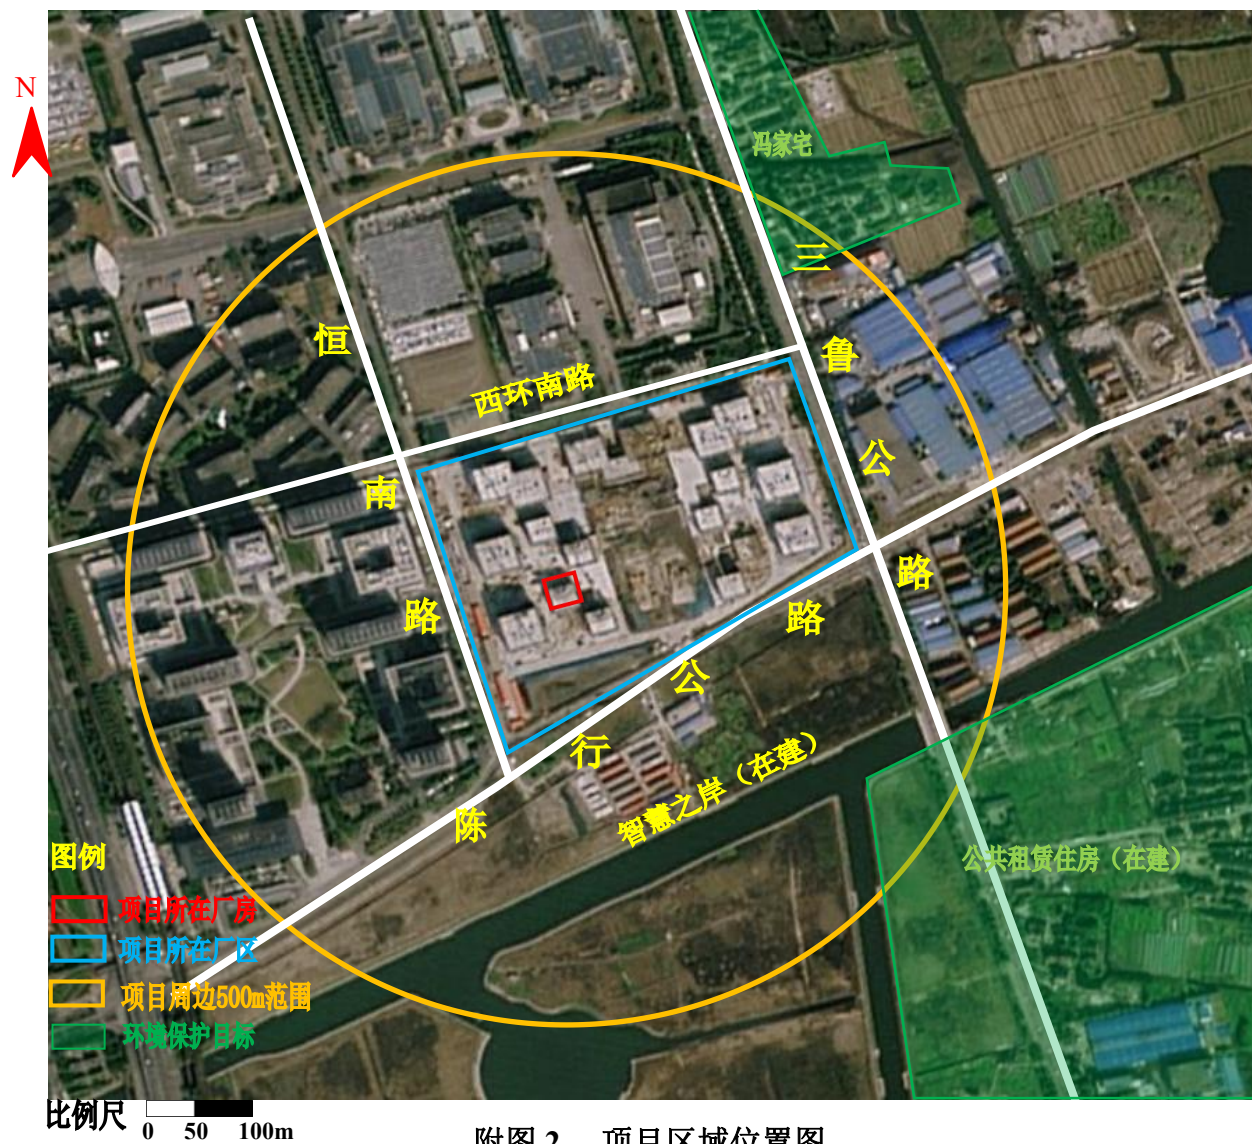 N
冯家宅
三鲁公路
恒南路
西环南路
陈行公路
智慧之岸（在建）
公共租赁住房（在建）
图例
项目所在厂房
项目所在厂区
项目周边500m范围
环境保护目标
比例尺
0 50 100m
附图 2 项目区域位置图